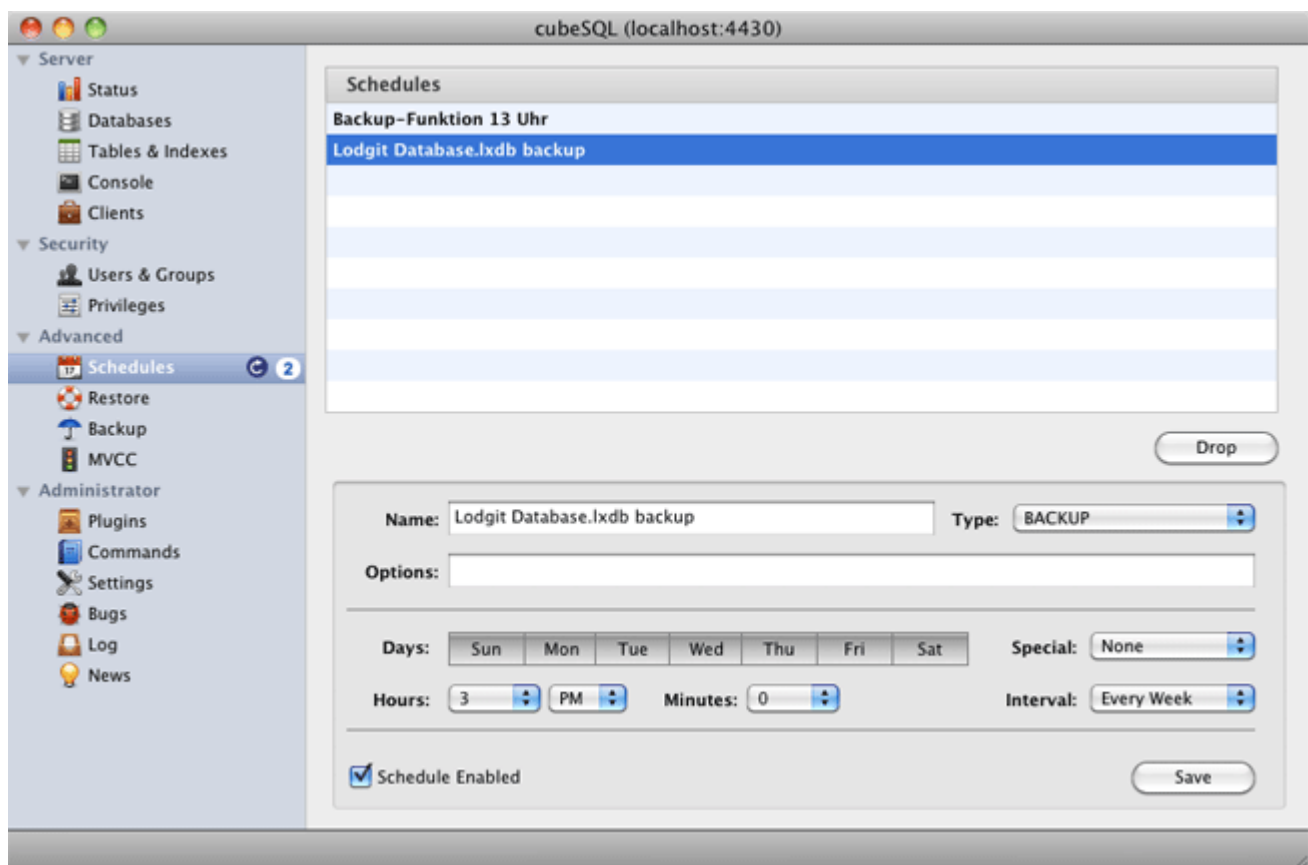 cubeSQL (localhost:4430)
Server
Status
Databases
Tables & Indexes
Console
Clients
Security
Users & Groups
Privileges
Advanced
17
Schedules 2
Restore
Backup
MVCC
Administrator
Plugins
Commands
Settings
Bugs
Log
News
Schedules
Backup-Funktion 13 Uhr
Lodgit Database.lxdb backup
Drop
Name: Lodgit Database.lxdb backup Type: BACKUP
Options:
Days: Sun Mon Tue Wed Thu Fri Sat Special: None
Hours: 3 PM Minutes: 0 Interval: Every Week
Schedule Enabled Save